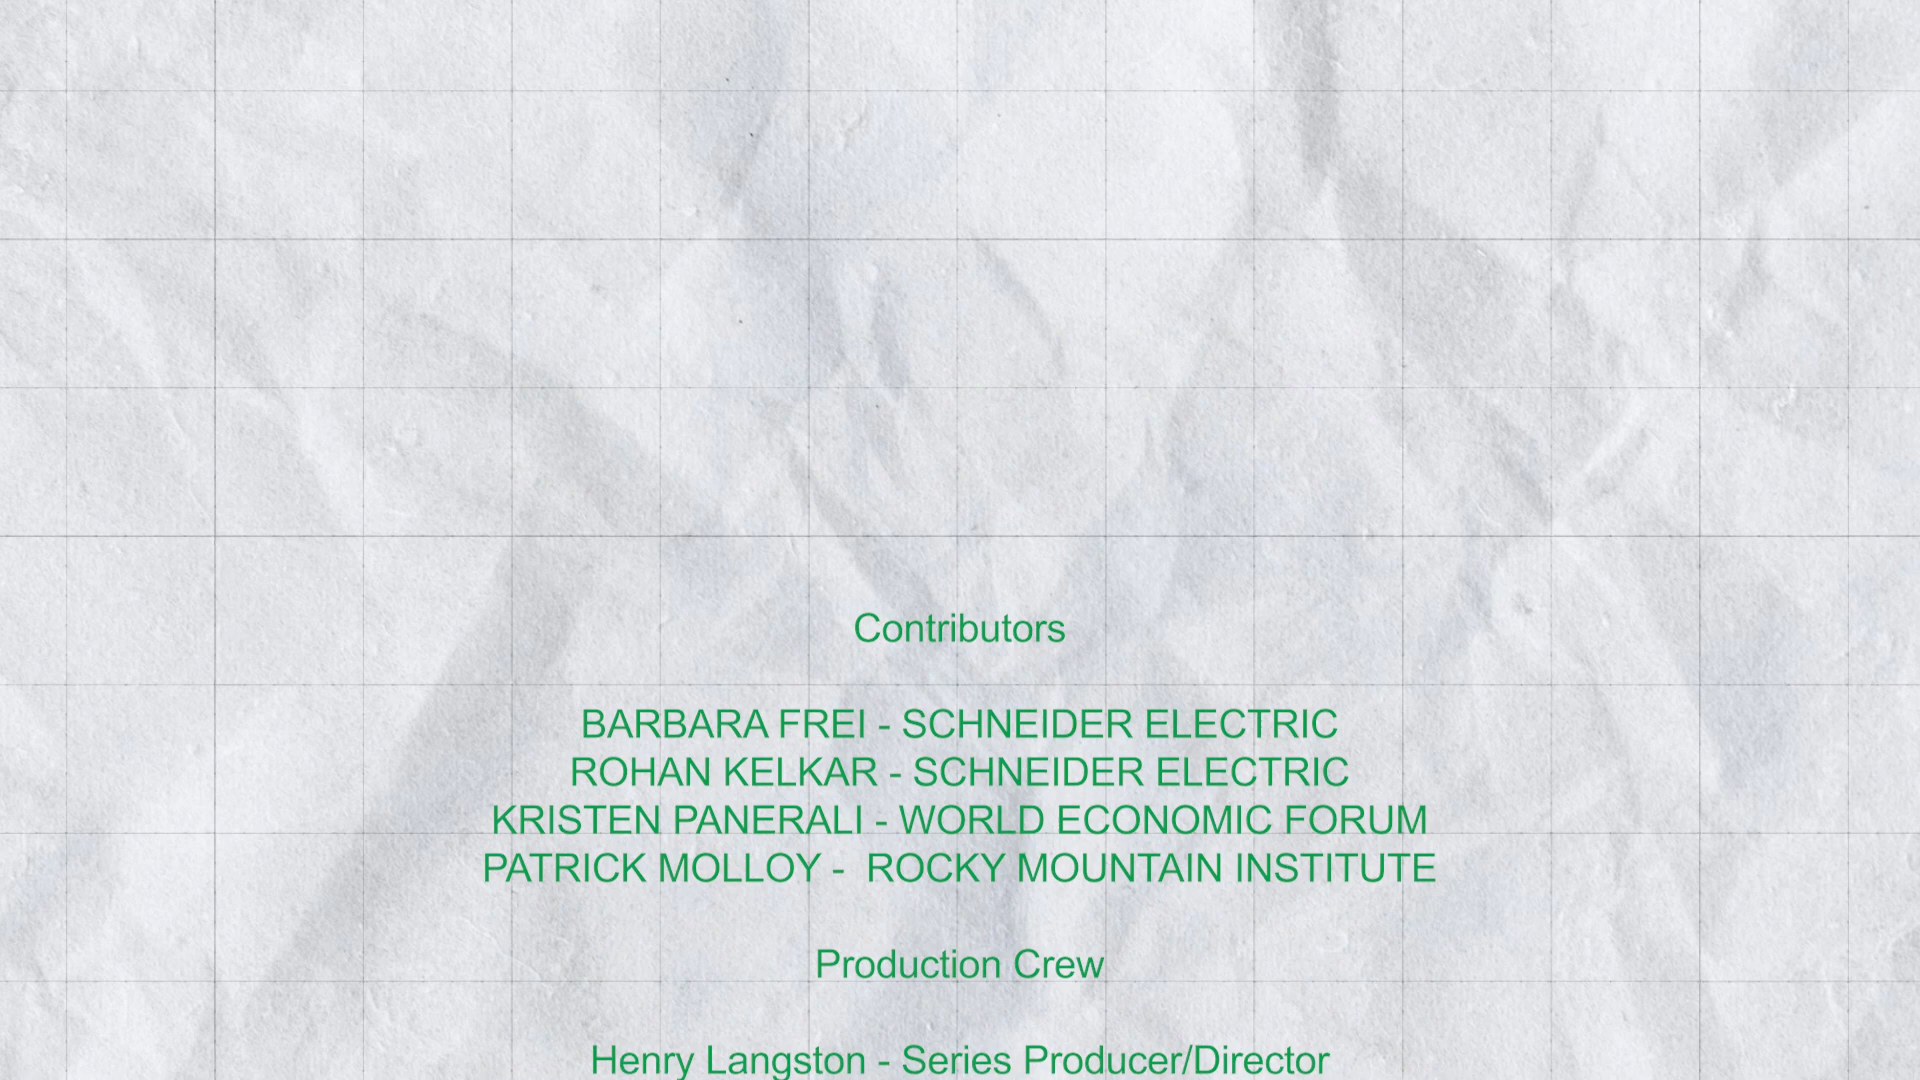 Contributors
BARBARA FREI - SCHNEIDER ELECTRIC
ROHAN KELKAR - SCHNEIDER ELECTRIC
KRISTEN PANERALI - WORLD ECONOMIC FORUM
PATRICK MOLLOY -  ROCKY MOUNTAIN INSTITUTE
Production Crew
Henry Langston - Series Producer/Director